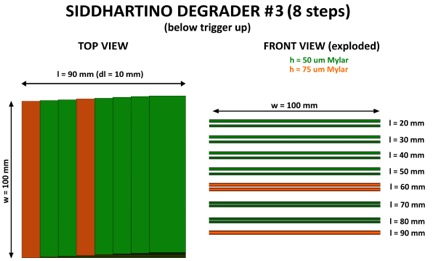 SIDDHARTINO DEGRADER #3 (8 steps)
(below trigger up)
TOP VIEW
FRONT VIEW (exploded)
h = 50 um Mylar
h = 75 um Mylar
l = 90 mm (dl = 10 mm)
w = 100 mm
w = 100 mm
l = 20 mm
l = 30 mm
l = 40 mm
l = 50 mm
l = 60 mm
l = 70 mm
l = 80 mm
l = 90 mm